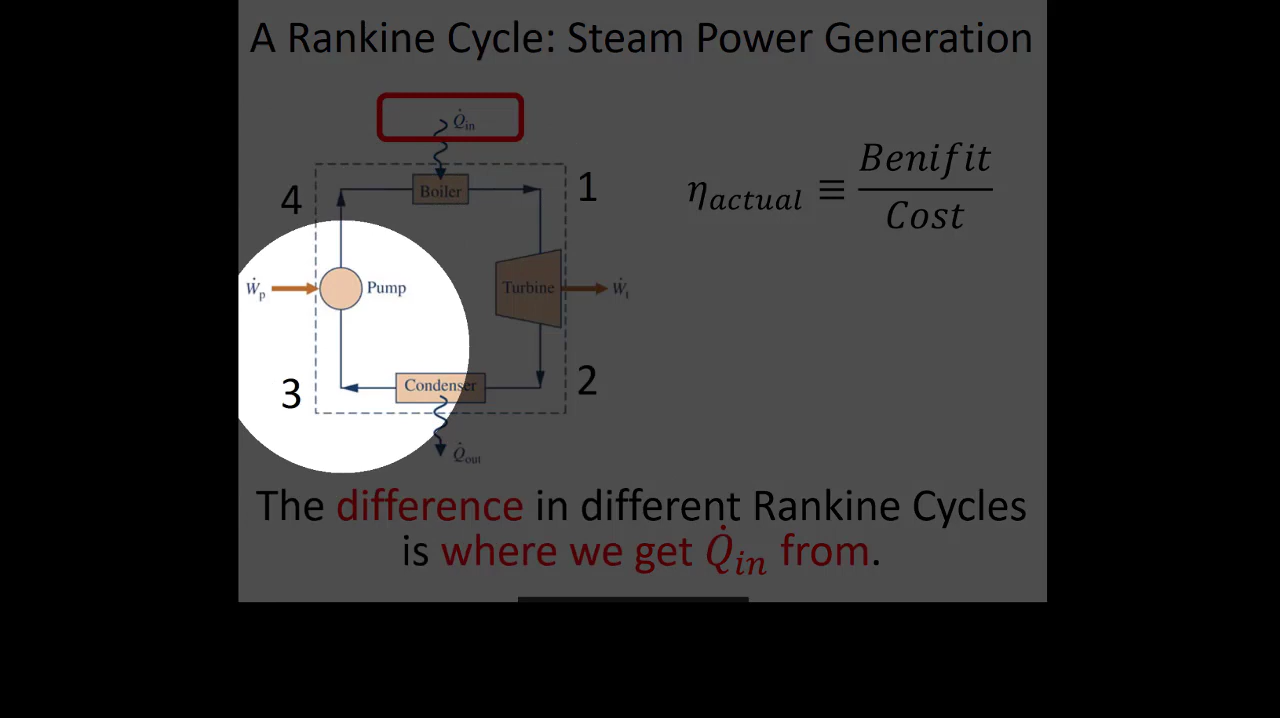 A Rankine Cycle: Steam Power Generation
Q̇in
4
Boiler
1
η𝑎𝑐𝑡𝑢𝑎𝑙 ≡ Benifit / Cost
Ẇp
Pump
Turbine
Ẇt
3
Condenser
2
Q̇out
The difference in different Rankine Cycles
is where we get Q̇in from.